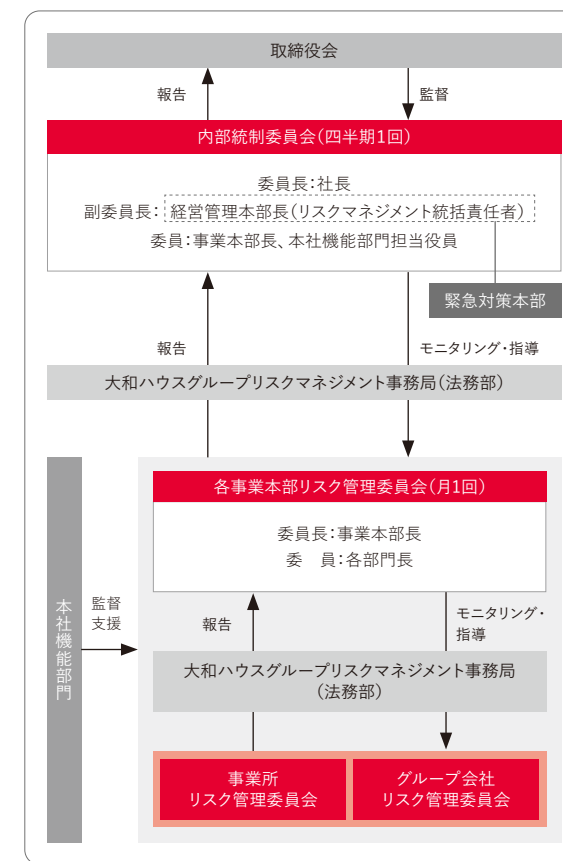 取締役会
報告
監督
内部統制委員会(四半期1回)
委員長:社長
副委員長:経営管理本部長(リスクマネジメント統括責任者)
委員:事業本部長、本社機能部門担当役員
緊急対策本部
報告
モニタリング・指導
大和ハウスグループリスクマネジメント事務局(法務部)
各事業本部リスク管理委員会(月1回)
委員長:事業本部長
委 員:各部門長
本社機能部門
監督
支援
報告
モニタリング・
指導
大和ハウスグループリスクマネジメント事務局
(法務部)
事業所
リスク管理委員会
グループ会社
リスク管理委員会